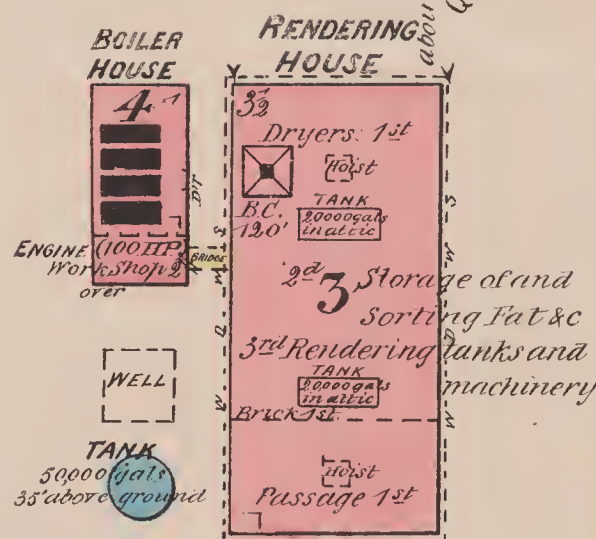 BOILER
HOUSE
4
1
ENGINE (100 HP.
Work Shop 2
over
BRIDGE
WELL
TANK
50,000 gals
35' above ground
RENDERING
HOUSE
abou
3½
Dryers: 1st
Hoist
B.C.
120'
TANK
20000 gals
in attic
2d 3 Storage of and
Sorting Fat &c
3rd Rendering tanks and
machinery
TANK
20000 gals
in attic
Brick 1st.
Hoist
Passage 1st